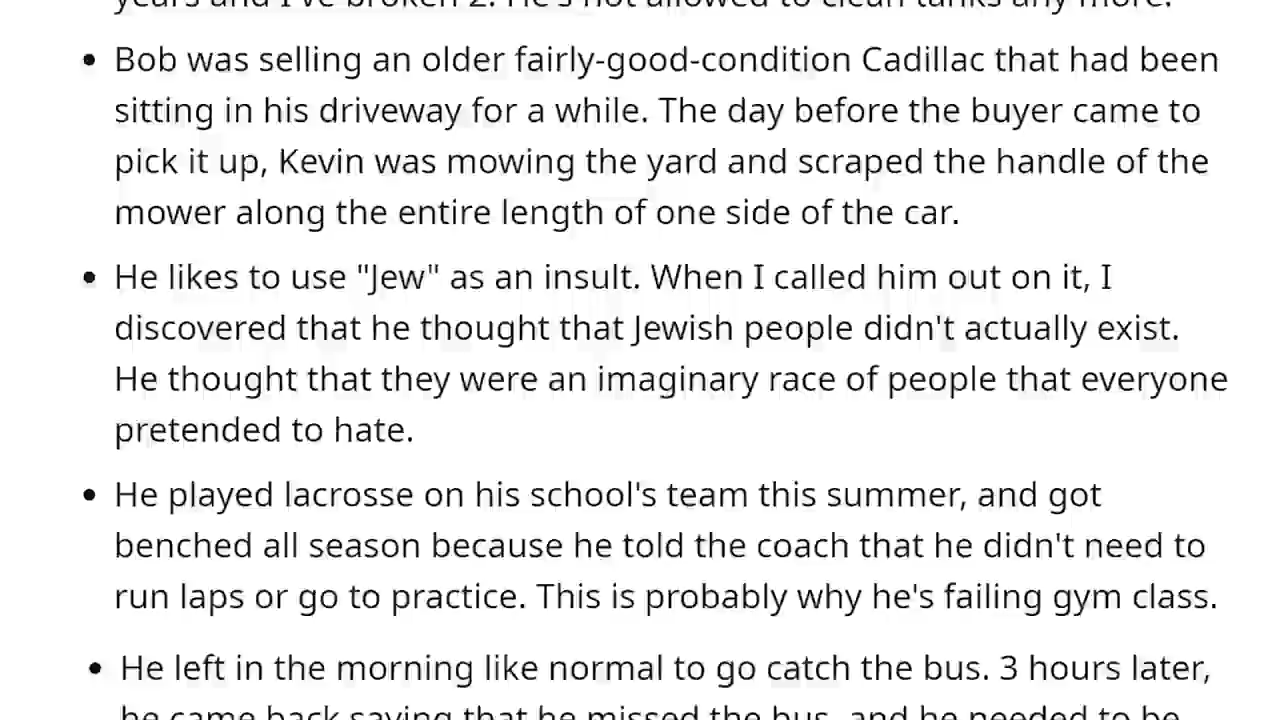 years and I've broken 2. He's not allowed to clean tanks any more.
• Bob was selling an older fairly-good-condition Cadillac that had been
sitting in his driveway for a while. The day before the buyer came to
pick it up, Kevin was mowing the yard and scraped the handle of the
mower along the entire length of one side of the car.
• He likes to use "Jew" as an insult. When I called him out on it, I
discovered that he thought that Jewish people didn't actually exist.
He thought that they were an imaginary race of people that everyone
pretended to hate.
• He played lacrosse on his school's team this summer, and got
benched all season because he told the coach that he didn't need to
run laps or go to practice. This is probably why he's failing gym class.
• He left in the morning like normal to go catch the bus. 3 hours later,
he came back saying that he missed the bus, and he needed to be